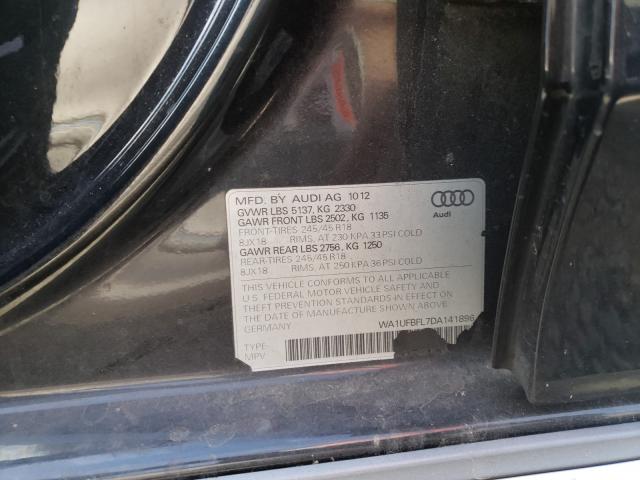 MFD. BY AUDI AG 10 12
GVWR LBS 5137, KG 2330
GAWR FRONT LBS 2502, KG 1135
FRONT-TIRES 245/45 R18
8JX18 RIMS, AT 230 KPA 33 PSI COLD
GAWR REAR LBS 2756, KG 1250
REAR-TIRES 245/45 R18
8JX18 RIMS, AT 250 KPA 36 PSI COLD
Audi
THIS VEHICLE CONFORMS TO ALL APPLICABLE
U.S. FEDERAL MOTOR VEHICLE SAFETY AND
THEFT PREVENTION STANDARDS IN EFFECT ON
THE DATE OF MANUFACTURE SHOWN ABOVE
GERMANY
WA1UFBFL7DA141896
TYPE:
MPV